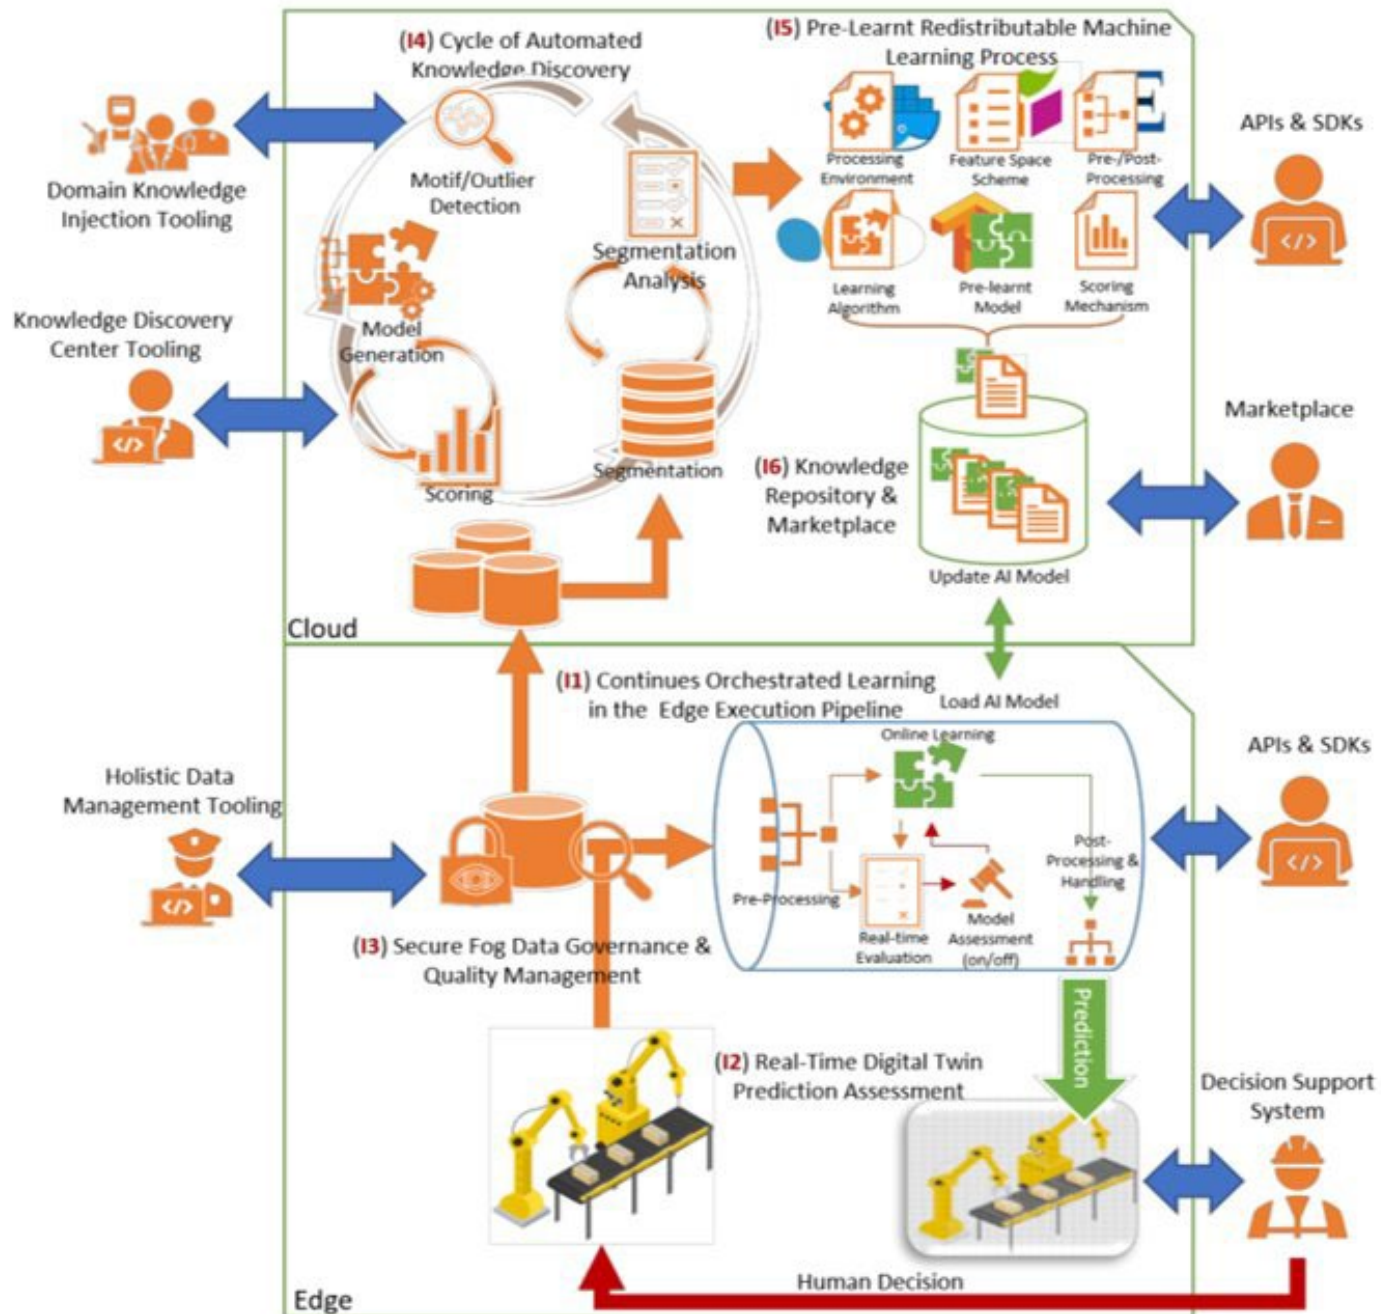 (I4) Cycle of Automated
Knowledge Discovery
(I5) Pre-Learnt Redistributable Machine
Learning Process
Domain Knowledge
Injection Tooling
Motif/Outlier
Detection
Segmentation
Analysis
Processing
Environment
Feature Space
Scheme
Pre-/Post-
Processing
E
APIs & SDKs
</>
Learning
Algorithm
Pre-learnt
Model
Scoring
Mechanism
Knowledge Discovery
Center Tooling
</>
Model
Generation
Scoring
Segmentation
(I6) Knowledge
Repository &
Marketplace
Marketplace
Update AI Model
Cloud
(I1) Continues Orchestrated Learning
in the Edge Execution Pipeline
Load AI Model
Holistic Data
Management Tooling
</>
Online Learning
Pre-Processing
Real-time
Evaluation
Model
Assessment
(on/off)
Post-
Processing &
Handling
APIs & SDKs
</>
(I3) Secure Fog Data Governance &
Quality Management
Prediction
(I2) Real-Time Digital Twin
Prediction Assessment
Decision Support
System
Human Decision
Edge